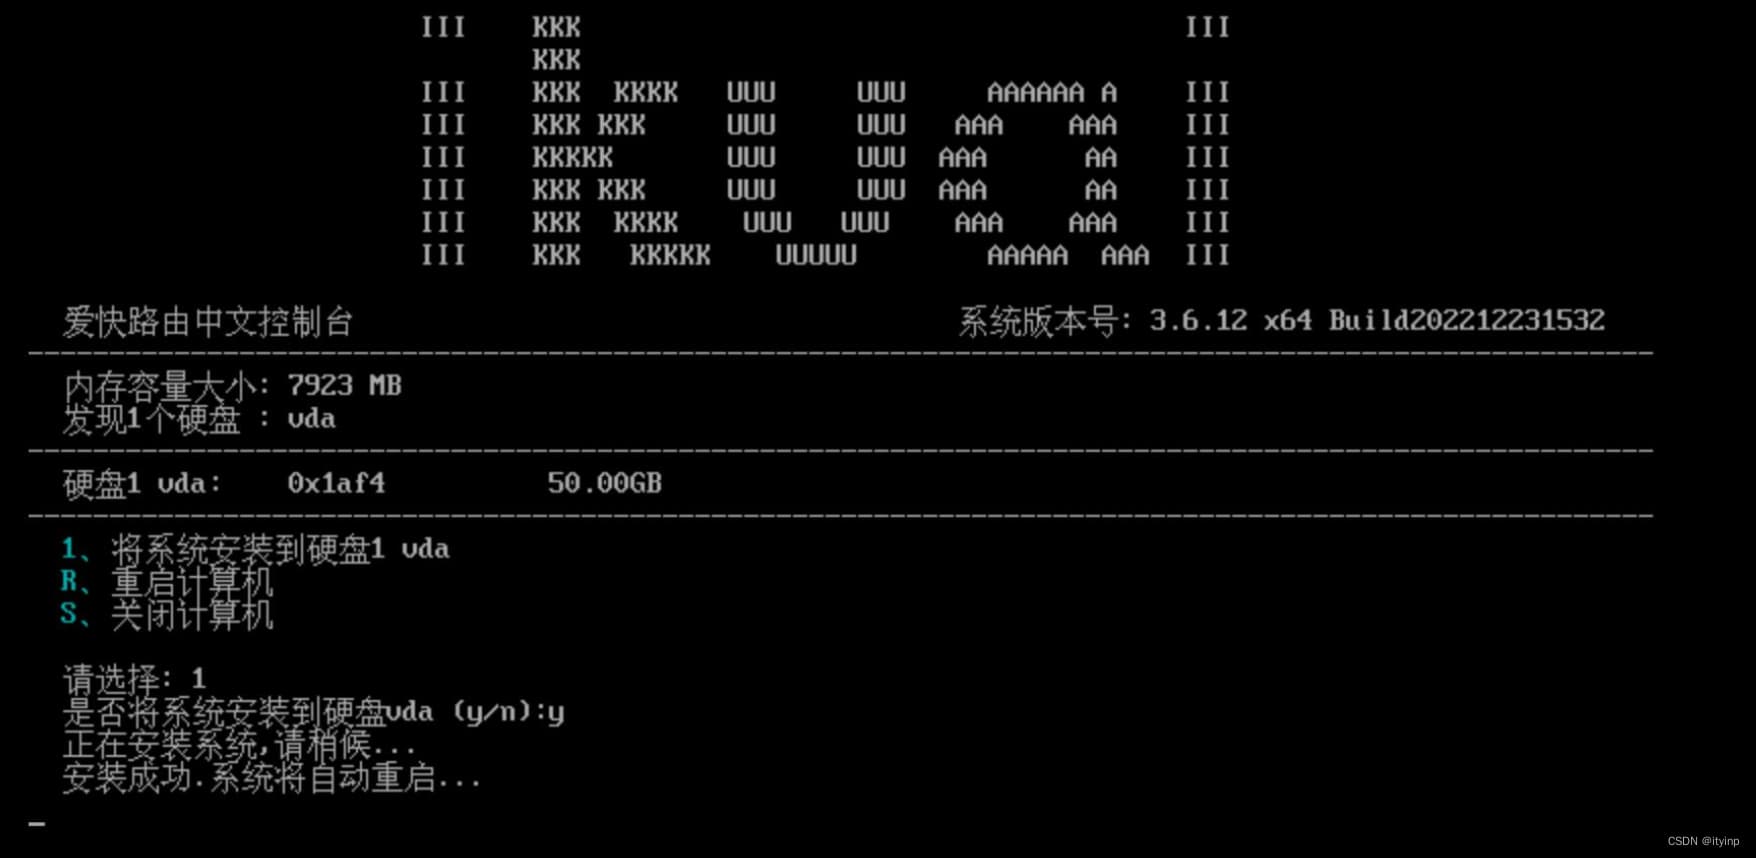 III    KKK                                     III
       KKK
III    KKK  KKKK   UUU     UUU     AAAAAA A    III
III    KKK KKK     UUU     UUU   AAA    AAA    III
III    KKKKK       UUU     UUU  AAA      AA    III
III    KKK KKK     UUU     UUU  AAA      AA    III
III    KKK  KKKK    UUU   UUU    AAA    AAA    III
III    KKK   KKKKK    UUUUU        AAAAA  AAA  III
爱快路由中文控制台 系统版本号: 3.6.12 x64 Build202212231532
内存容量大小: 7923 MB
发现1个硬盘 : vda
硬盘1 vda: 0x1af4 50.00GB
1、将系统安装到硬盘1 vda
R、重启计算机
S、关闭计算机
请选择: 1
是否将系统安装到硬盘vda (y/n):y
正在安装系统,请稍候...
安装成功.系统将自动重启...
CSDN @ityinp